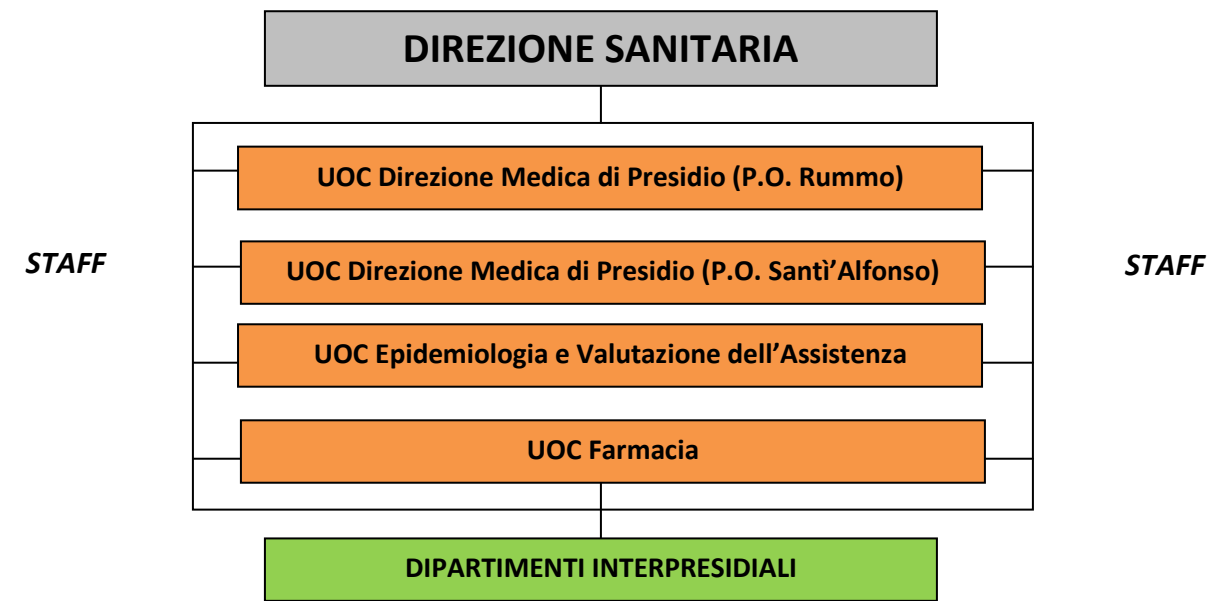 DIREZIONE SANITARIA
UOC Direzione Medica di Presidio (P.O. Rummo)
STAFF
UOC Direzione Medica di Presidio (P.O. Santì’Alfonso)
STAFF
UOC Epidemiologia e Valutazione dell’Assistenza
UOC Farmacia
DIPARTIMENTI INTERPRESIDIALI